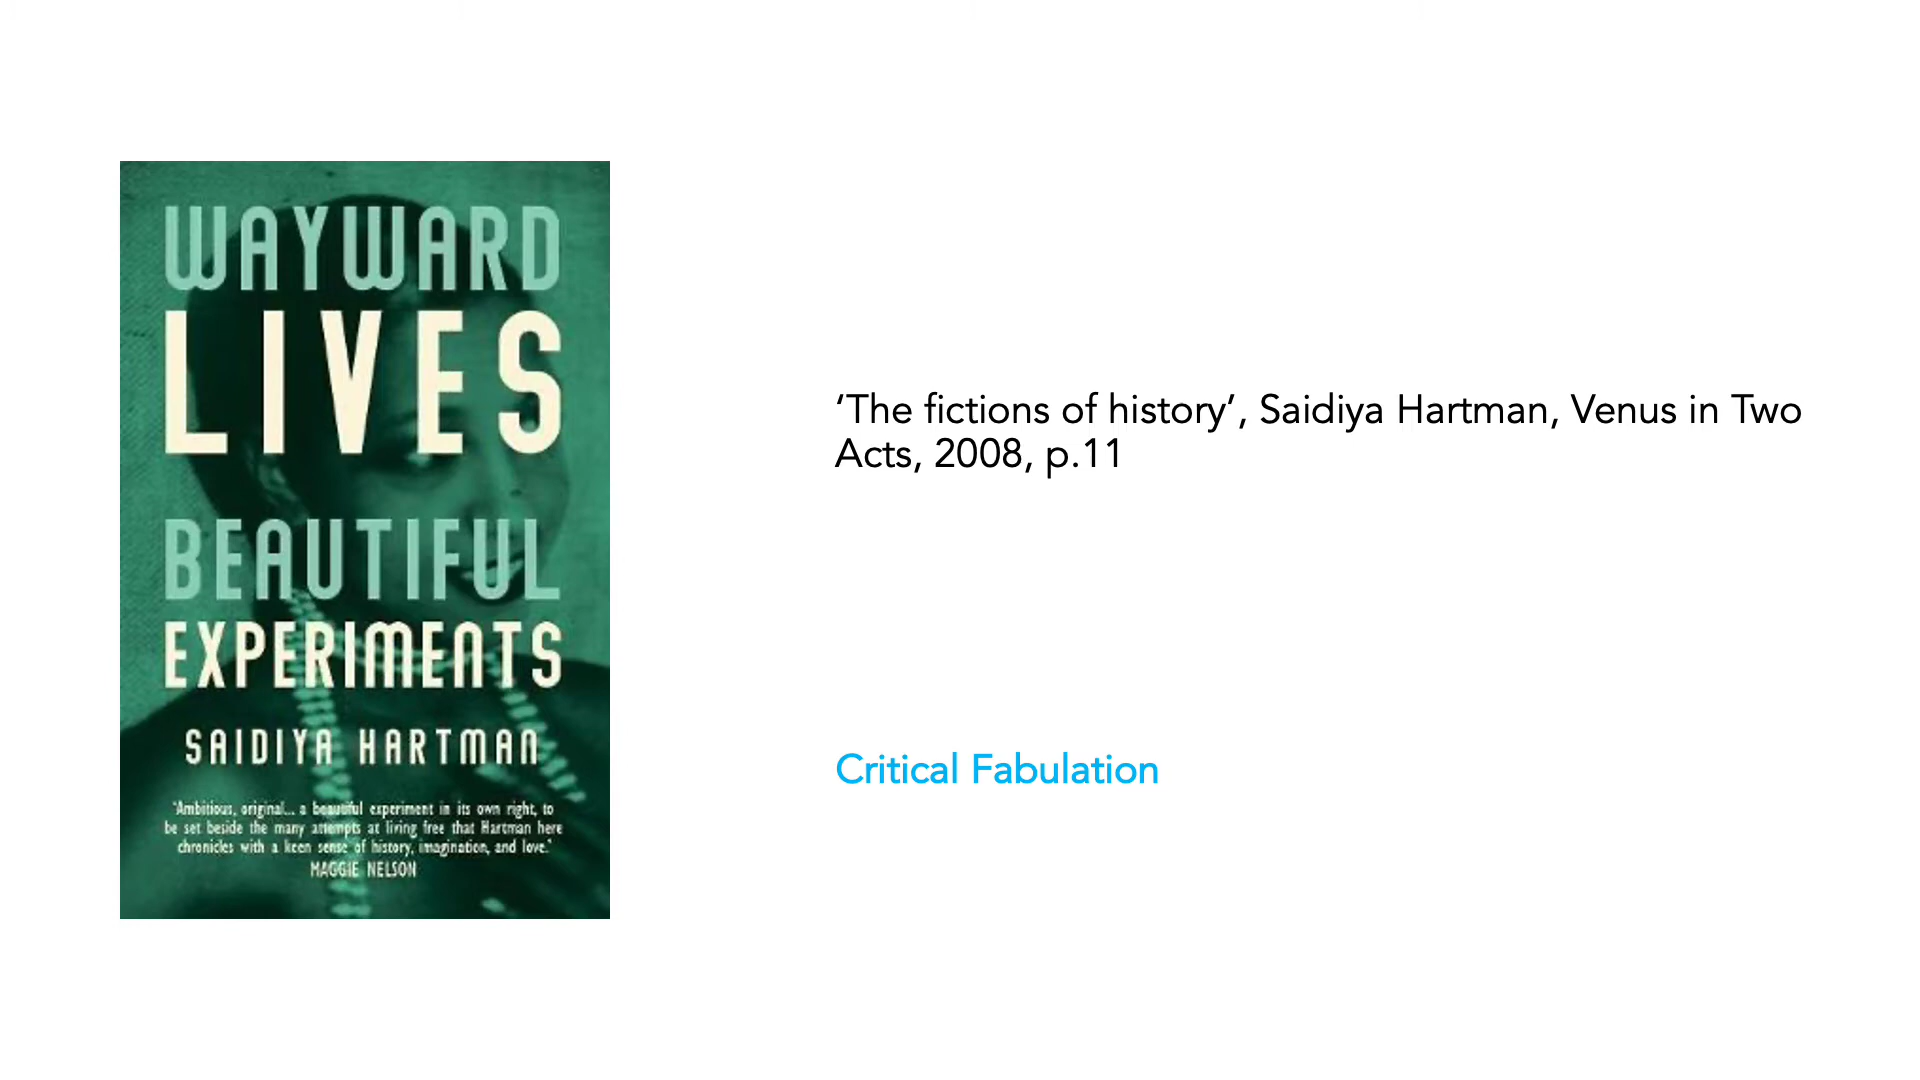 WAYWARD
LIVES
BEAUTIFUL
EXPERIMENTS
SAIDIYA HARTMAN
'Ambitious, original... a beautiful experiment in its own right, to
be set beside the many attempts at living free that Hartman here
chronicles with a keen sense of history, imagination, and love.'
MAGGIE NELSON
‘The fictions of history’, Saidiya Hartman, Venus in Two
Acts, 2008, p.11
Critical Fabulation